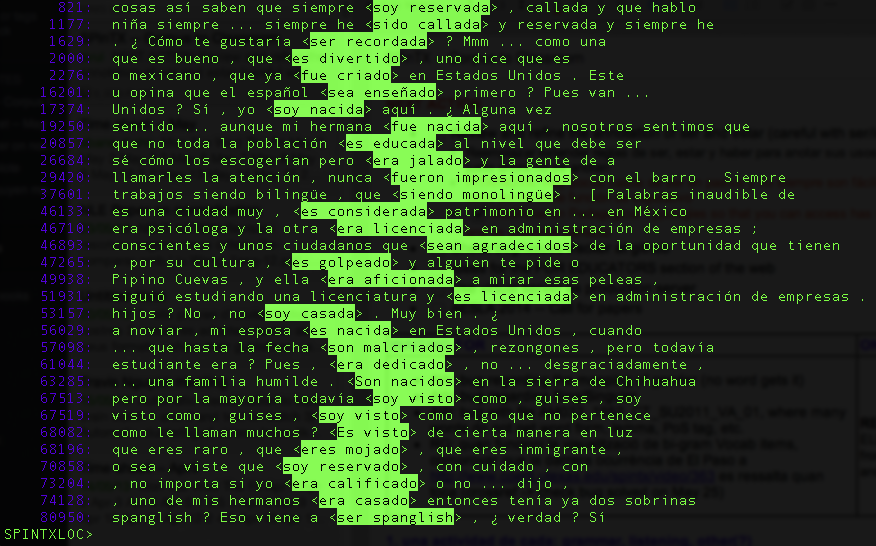 821: cosas así saben que siempre <soy reservada> , callada y que hablo
1177: niña siempre ... siempre he <sido callada> y reservada y siempre he
1629: . ¿ Cómo te gustaría <ser recordada> ? Mmm ... como una
2000: que es bueno , que <es divertido> , uno dice que es
2276: o mexicano , que ya <fue criado> en Estados Unidos . Este
16201: u opina que el español <sea enseñado> primero ? Pues van ...
17374: Unidos ? Sí , yo <soy nacida> aquí . ¿ Alguna vez
19250: sentido ... aunque mi hermana <fue nacida> aquí , nosotros sentimos que
20857: que no toda la población <es educada> al nivel que debe ser
26684: sé cómo los escogerían pero <era jalado> y la gente de a
29420: llamarles la atención , nunca <fueron impresionados> con el barro . Siempre
37601: trabajos siendo bilingüe , que <siendo monolingüe> . [ Palabras inaudible de
46133: es una ciudad muy , <es considerada> patrimonio en ... en México
46710: era psicóloga y la otra <era licenciada> en administración de empresas ;
46893: conscientes y unos ciudadanos que <sean agradecidos> de la oportunidad que tienen
47265: , por su cultura , <es golpeado> y alguien te pide o
49938: Pipino Cuevas , y ella <era aficionada> a mirar esas peleas ,
51931: siguió estudiando una licenciatura y <es licenciada> en administración de empresas .
53157: hijos ? No , no <soy casada> . Muy bien . ¿
56029: a noviar , mi esposa <es nacida> en Estados Unidos , cuando
57098: ... que hasta la fecha <son malcriados> , rezongones , pero todavía
61044: estudiante era ? Pues , <era dedicado> , no ... desgraciadamente ,
63285: ... una familia humilde . <Son nacidos> en la sierra de Chihuahua
67513: pero por la mayoría todavía <soy visto> como , guises , soy
67519: visto como , guises , <soy visto> como algo que no pertenece
68082: como le llaman muchos ? <Es visto> de cierta manera en luz
68196: que eres raro , que <eres mojado> , que eres inmigrante ,
70858: o sea , viste que <soy reservado> , con cuidado , con
73204: , no importa si yo <era calificado> o no ... dijo ,
74128: , uno de mis hermanos <era casado> entonces tenía ya dos sobrinas
80950: spanglish ? Eso viene a <ser spanglish> , ¿ verdad ? Sí
SPINTXLOC>